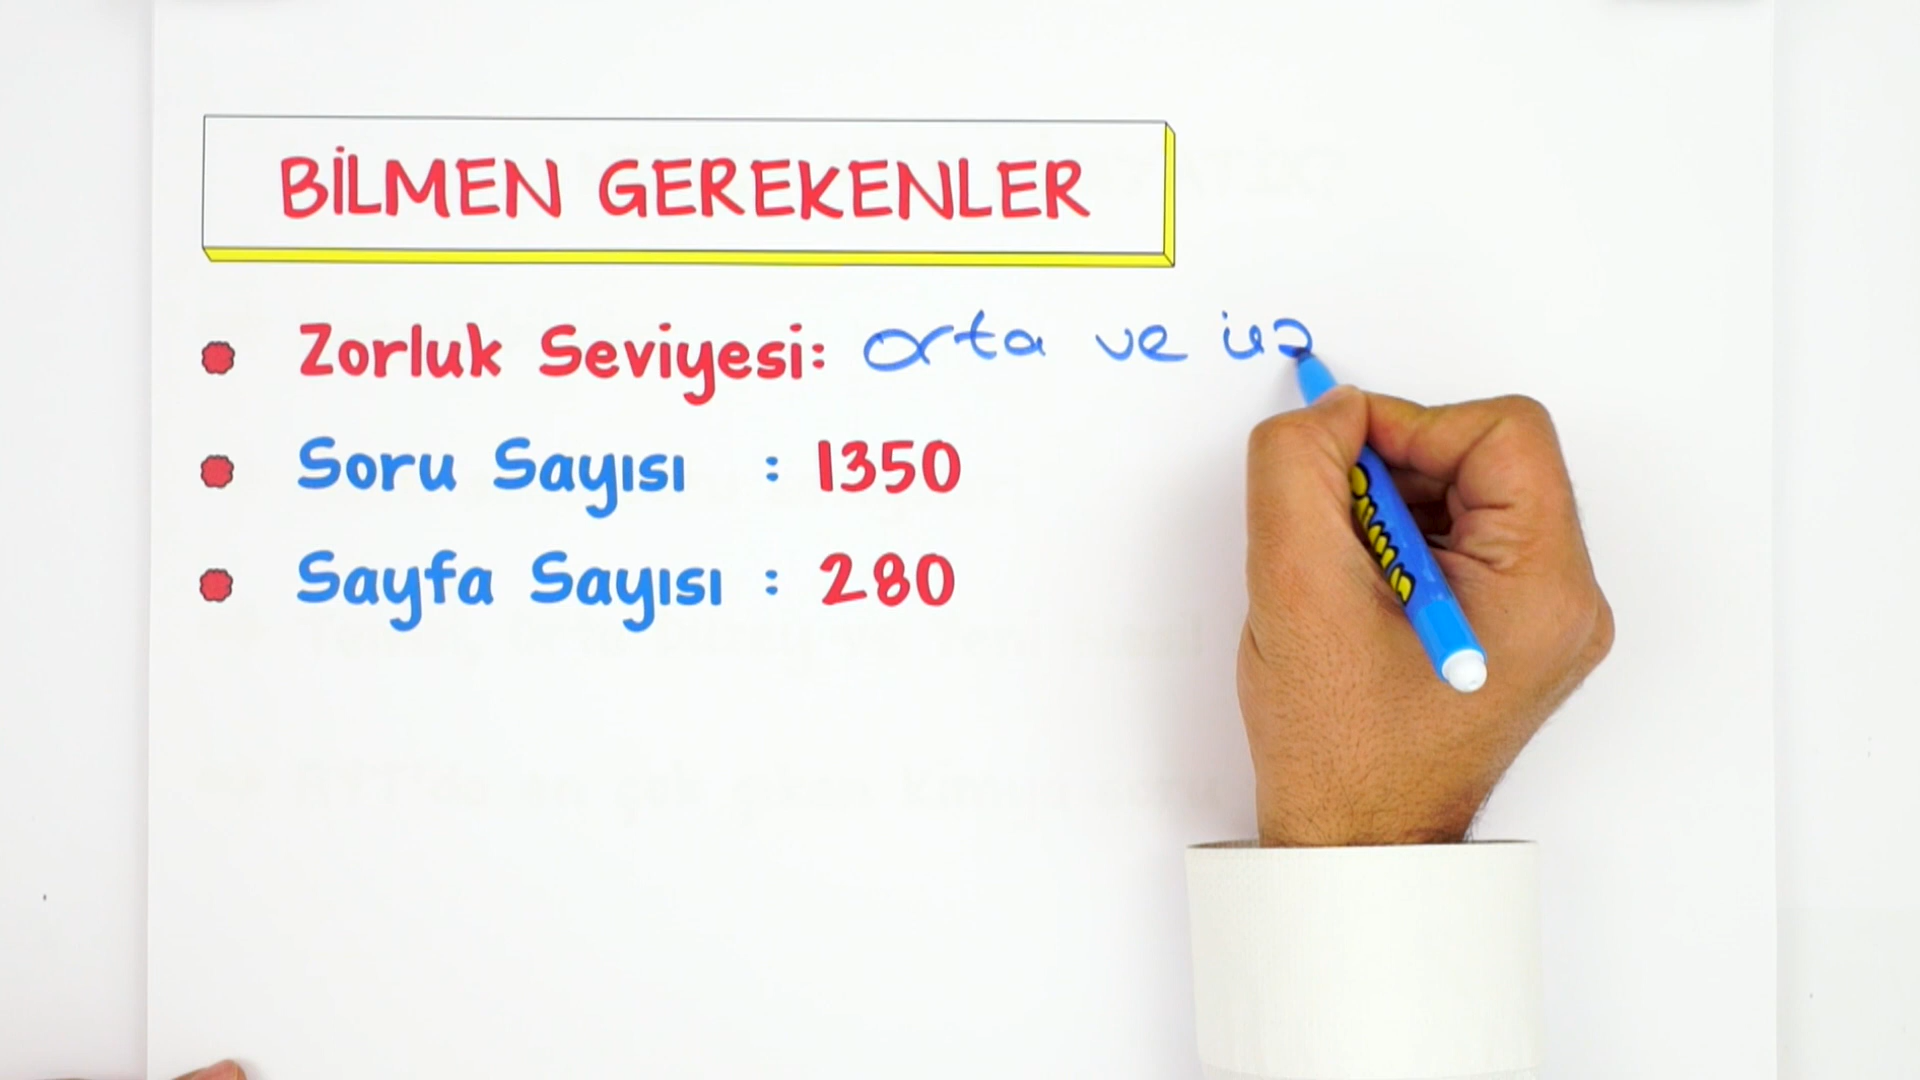 BİLMEN GEREKENLER
Zorluk Seviyesi: orta ve
Soru Sayısı : 1350
Sayfa Sayısı : 280